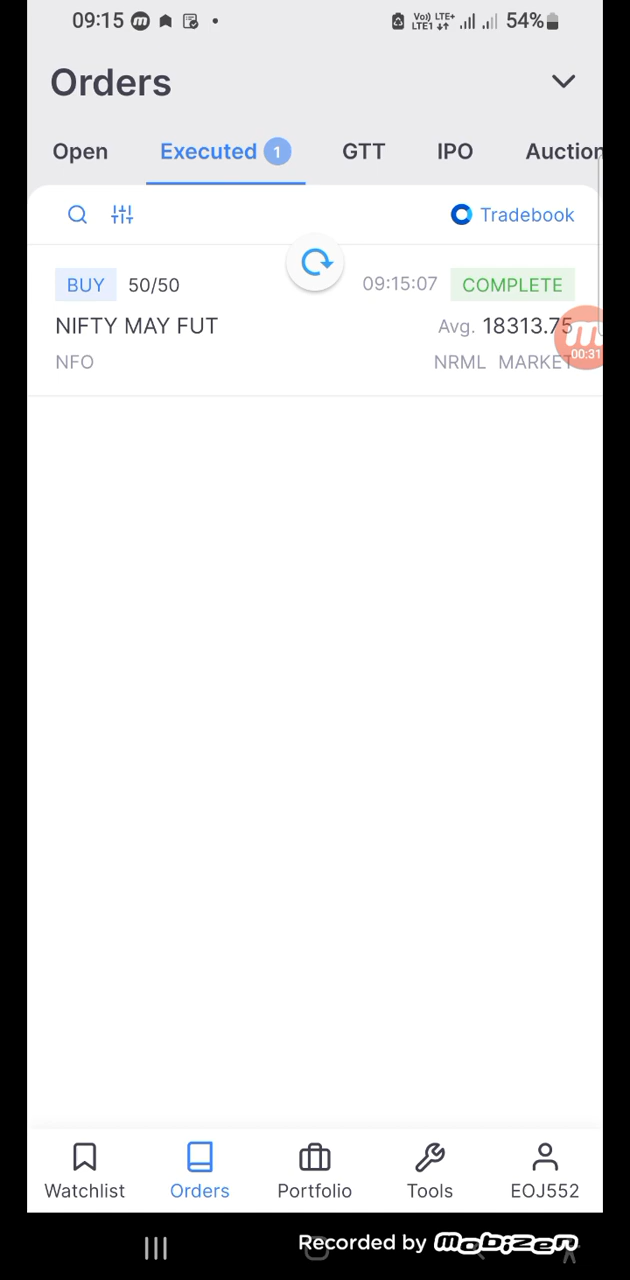 09:15 Vo)) LTE+ LTE1 54%
Orders
Open Executed 1 GTT IPO Auction
Tradebook
BUY 50/50 09:15:07 COMPLETE
NIFTY MAY FUT Avg. 18313.75
NFO NRML MARKET
00:31
Watchlist Orders Portfolio Tools EOJ552
Recorded by mobizen